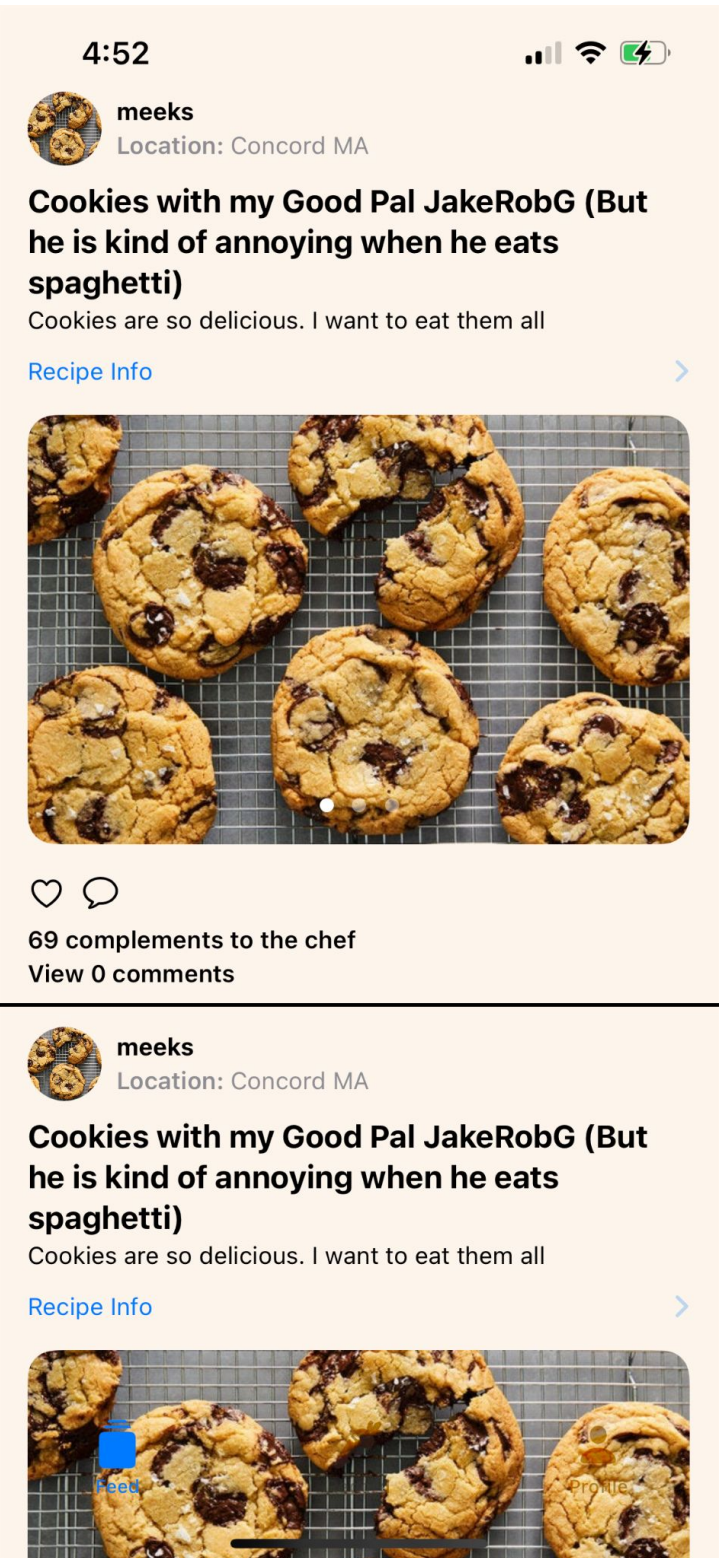 4:52
meeks
Location: Concord MA
Cookies with my Good Pal JakeRobG (But
he is kind of annoying when he eats
spaghetti)
Cookies are so delicious. I want to eat them all
Recipe Info
69 complements to the chef
View 0 comments
meeks
Location: Concord MA
Cookies with my Good Pal JakeRobG (But
he is kind of annoying when he eats
spaghetti)
Cookies are so delicious. I want to eat them all
Recipe Info
Feed
Profile